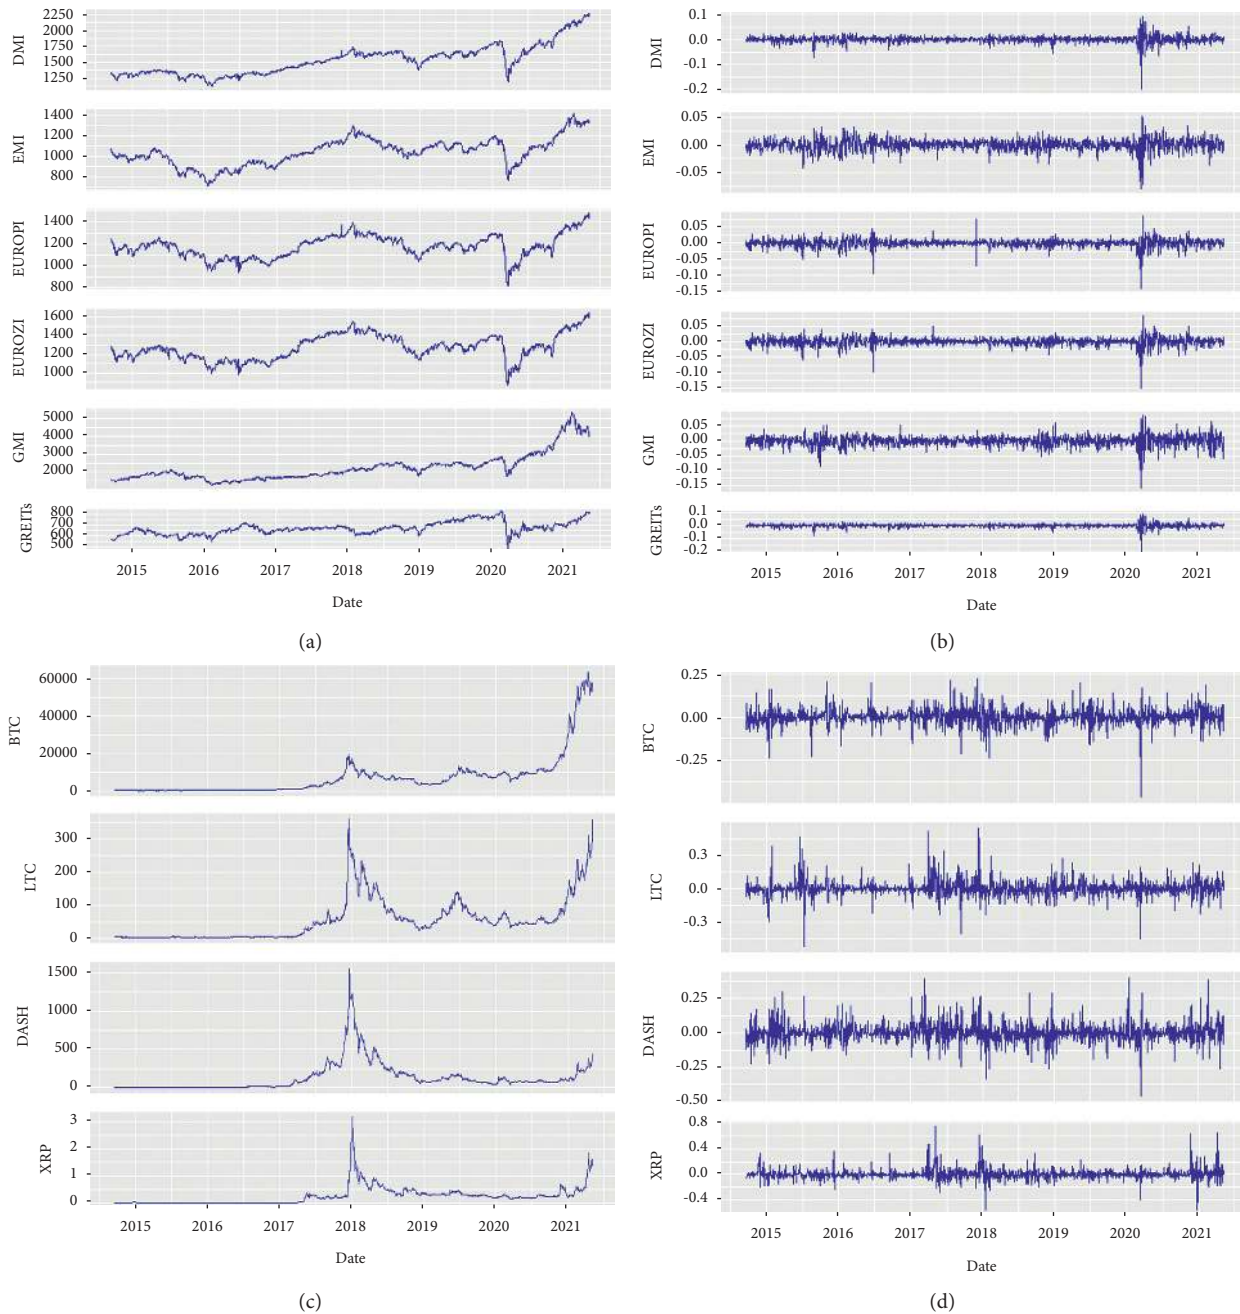 DMI
2250
2000
1750
1500
1250
EMI
1400
1200
1000
800
EUROPI
1400
1200
1000
800
EUROZI
1600
1400
1200
1000
GMI
5000
4000
3000
2000
GREITs
800
700
600
500
2015 2016 2017 2018 2019 2020 2021
Date
(a)
DMI
0.1
0.0
-0.1
-0.2
EMI
0.05
0.00
-0.05
EUROPI
0.05
0.00
-0.05
-0.10
-0.15
EUROZI
0.05
0.00
-0.05
-0.10
-0.15
GMI
0.05
0.00
-0.05
-0.10
-0.15
GREITs
0.1
0.0
-0.1
-0.2
2015 2016 2017 2018 2019 2020 2021
Date
(b)
BTC
60000
40000
20000
0
LTC
300
200
100
0
DASH
1500
1000
500
0
XRP
3
2
1
0
2015 2016 2017 2018 2019 2020 2021
Date
(c)
BTC
0.25
0.00
-0.25
LTC
0.3
0.0
-0.3
DASH
0.25
0.00
-0.25
-0.50
XRP
0.8
0.4
0.0
-0.4
2015 2016 2017 2018 2019 2020 2021
Date
(d)